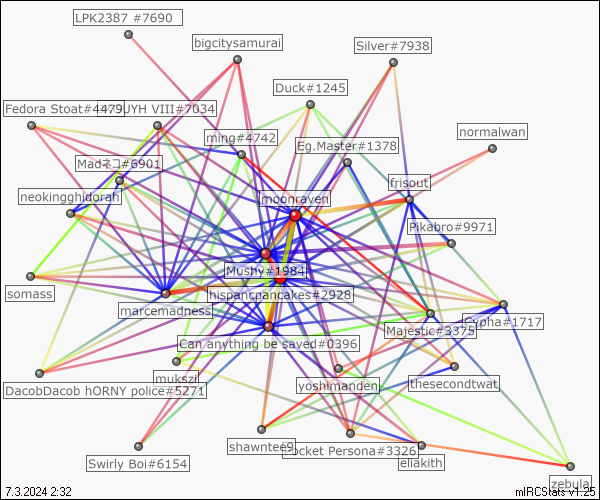 LPK2387 #7690
bigcitysamurai
Silver#7938
Duck#1245
Fedora Stoat#4479
UYH VIII#7034
ming#4742
normalwan
Eg.Master#1378
Madネコ#6901
frisout
neokingghidorah
moonraven
Pikabro#9971
Mushy#1984
somass
hispancpancakes#2928
marcemadness
Cypha#1717
Majestic#3375
Can anything be saved#0396
mukszi
yoshimanden
thesecondtwat
DacobDacob hORNY police#5271
shawntee9
ocket Persona#3326
Swirly Boi#6154
eliakith
zebula
7.3.2024 2:32
mIRCStats v1.25